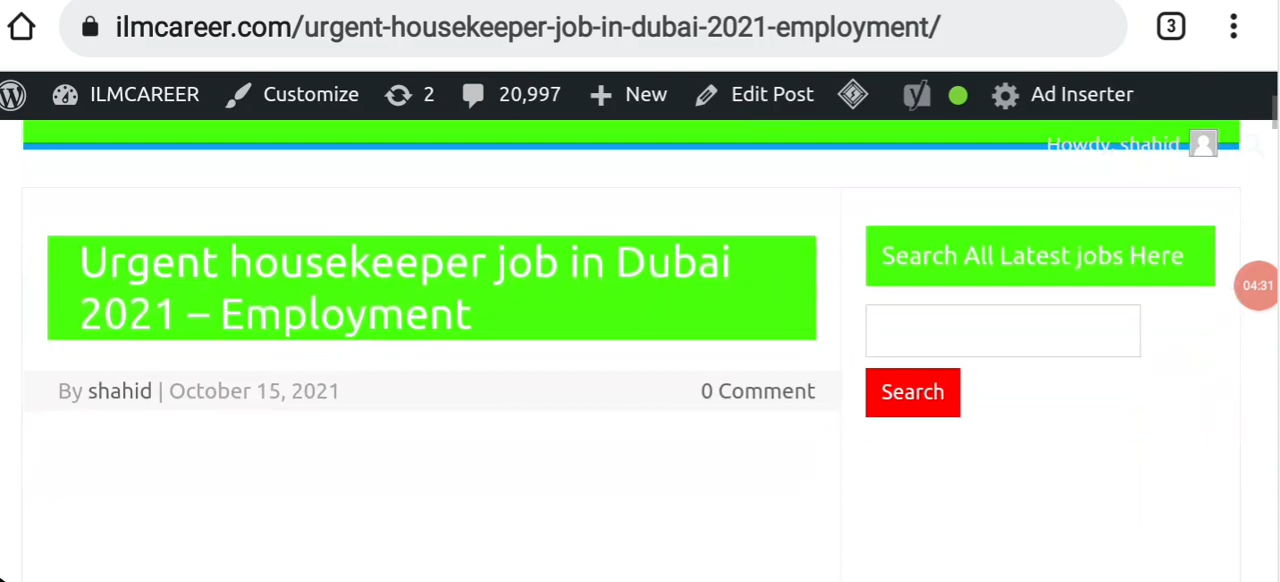 ilmcareer.com/urgent-housekeeper-job-in-dubai-2021-employment/
3
ILMCAREER Customize 2 20,997 New Edit Post Ad Inserter
Howdy, shahid
Urgent housekeeper job in Dubai
2021 – Employment
By shahid | October 15, 2021
0 Comment
Search All Latest jobs Here
Search
04:31